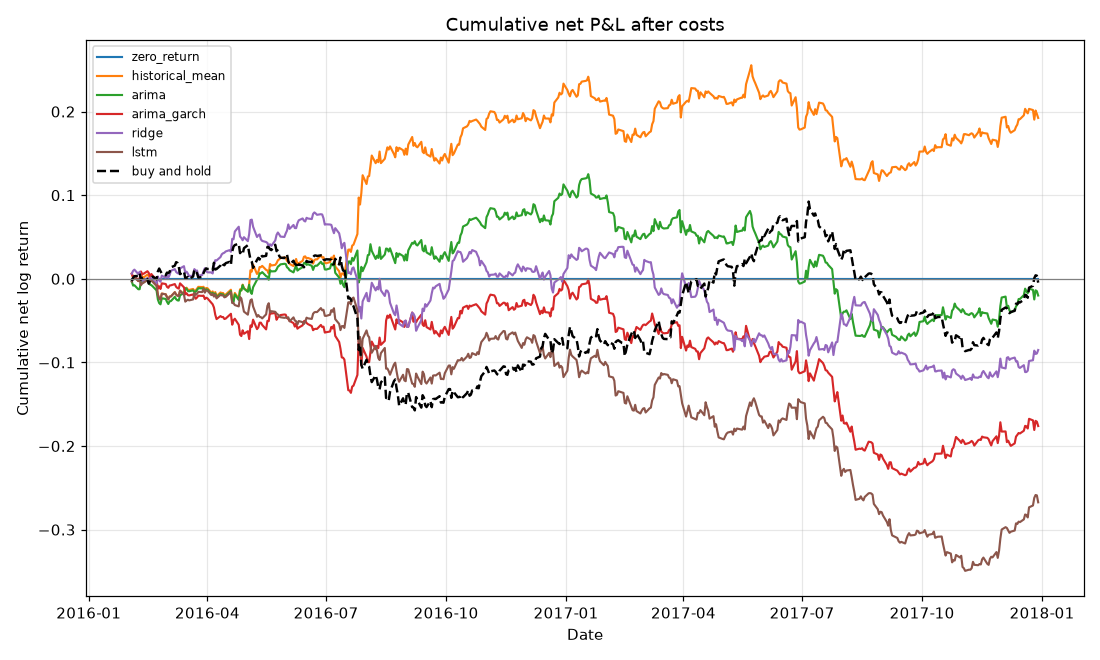 Cumulative net P&L after costs
zero_return
historical_mean
arima
arima_garch
ridge
lstm
buy and hold
Cumulative net log return
0.2
0.1
0.0
−0.1
−0.2
−0.3
2016-01 2016-04 2016-07 2016-10 2017-01 2017-04 2017-07 2017-10 2018-01
Date